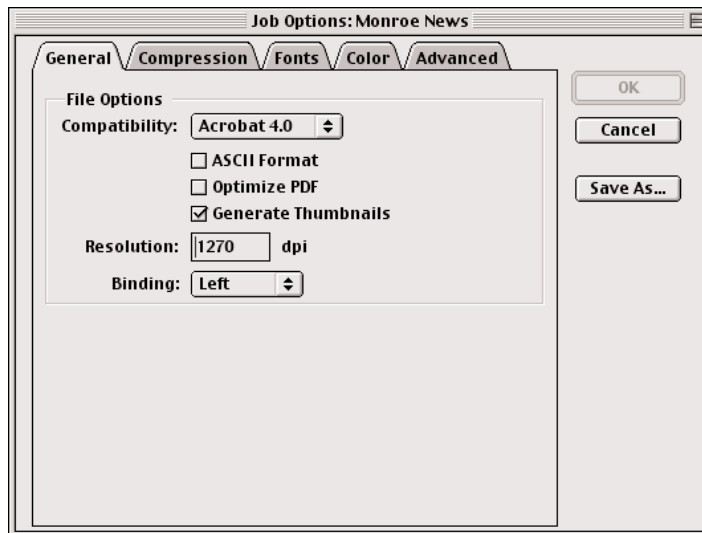 Job Options: Monroe News
General Compression Fonts Color Advanced
File Options
Compatibility: Acrobat 4.0
ASCII Format
Optimize PDF
Generate Thumbnails
Resolution: 1270 dpi
Binding: Left
OK
Cancel
Save As...